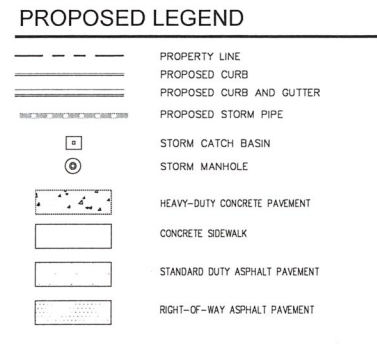 PROPOSED LEGEND
PROPERTY LINE
PROPOSED CURB
PROPOSED CURB AND GUTTER
PROPOSED STORM PIPE
STORM CATCH BASIN
STORM MANHOLE
HEAVY-DUTY CONCRETE PAVEMENT
CONCRETE SIDEWALK
STANDARD DUTY ASPHALT PAVEMENT
RIGHT-OF-WAY ASPHALT PAVEMENT